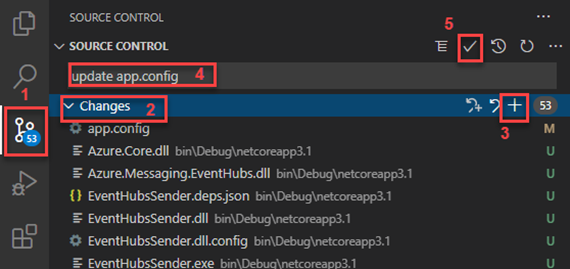 5
SOURCE CONTROL
SOURCE CONTROL
update app.config 4
1
Changes 2 53
53
3
app.config M
Azure.Core.dll bin\Debug\netcoreapp3.1 U
Azure.Messaging.EventHubs.dll bin\Debug\netcoreapp3.1 U
{} EventHubsSender.deps.json bin\Debug\netcoreapp3.1 U
EventHubsSender.dll bin\Debug\netcoreapp3.1 U
EventHubsSender.dll.config bin\Debug\netcoreapp3.1 U
EventHubsSender.exe bin\Debug\netcoreapp3.1 U